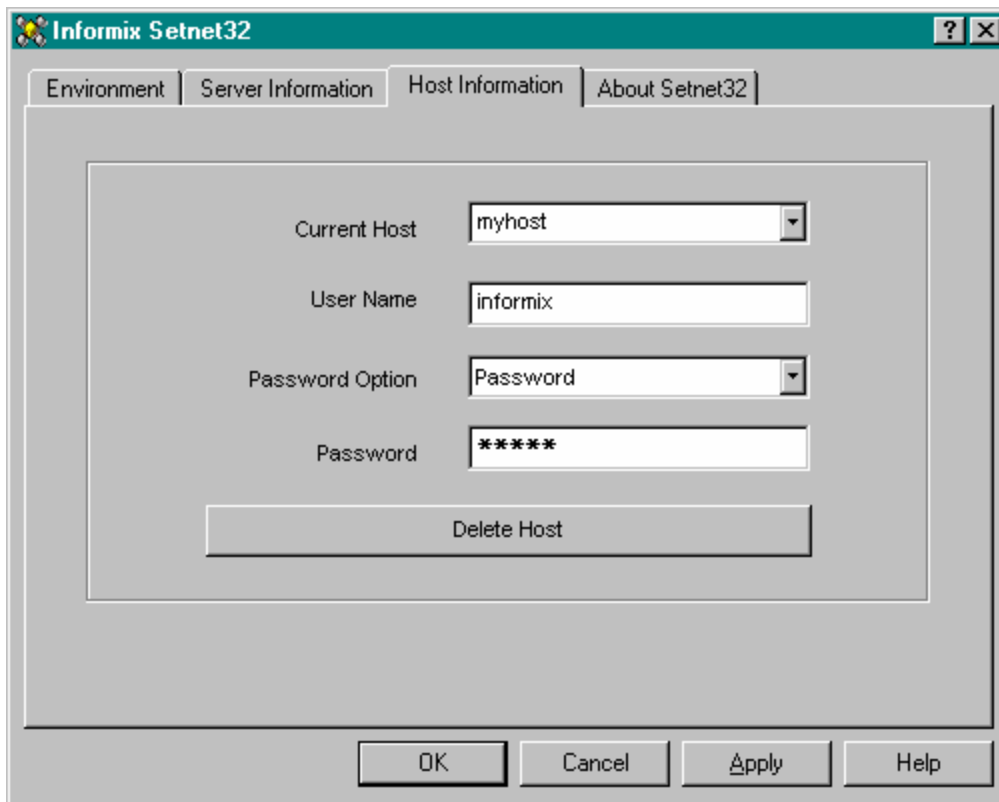 Informix Setnet32
Environment Server Information Host Information About Setnet32
Current Host myhost
User Name informix
Password Option Password
Password *****
Delete Host
OK Cancel Apply Help